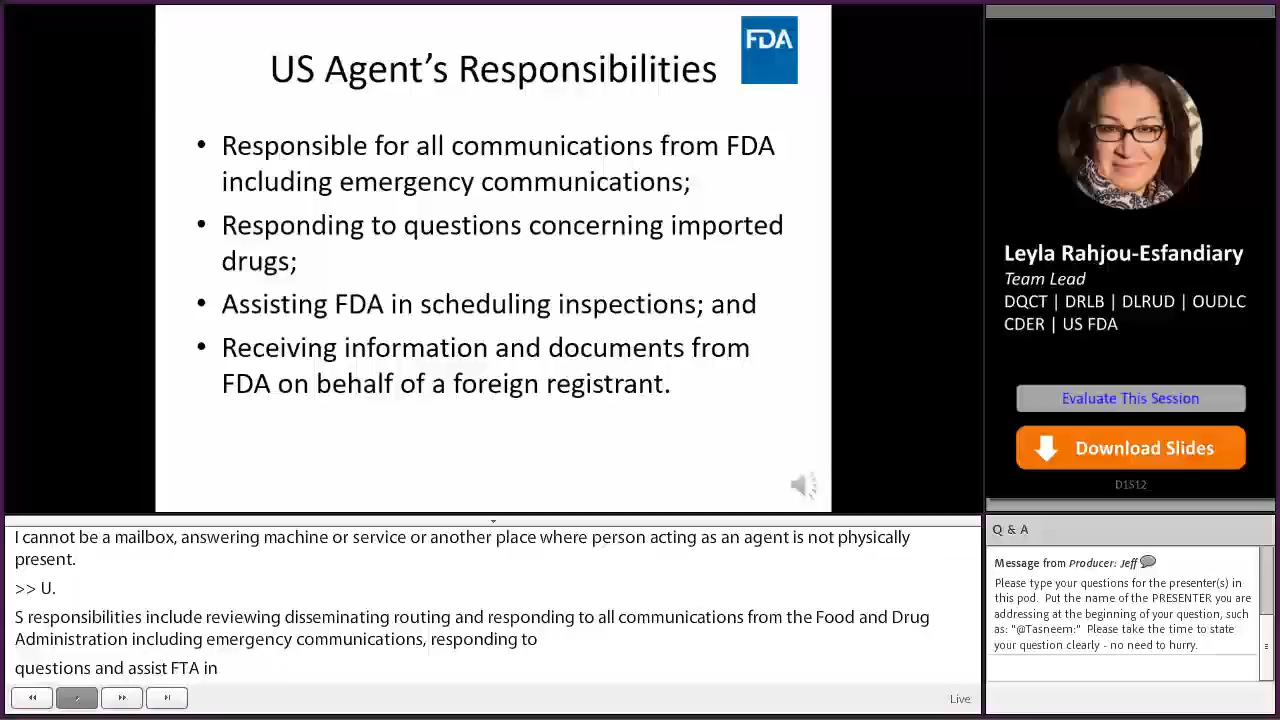 FDA
US Agent's Responsibilities
• Responsible for all communications from FDA
including emergency communications;
• Responding to questions concerning imported
drugs;
• Assisting FDA in scheduling inspections; and
• Receiving information and documents from
FDA on behalf of a foreign registrant.
Leyla Rahjou-Esfandiary
Team Lead
DQCT | DRLB | DLRUD | OUDLC
CDER | US FDA
Evaluate This Session
Download Slides
D1S12
I cannot be a mailbox, answering machine or service or another place where person acting as an agent is not physically
present.
>> U.
S responsibilities include reviewing disseminating routing and responding to all communications from the Food and Drug
Administration including emergency communications, responding to
questions and assist FTA in
Live
Q & A
Message from Producer: Jeff
Please type your questions for the presenter(s) in
this pod. Put the name of the PRESENTER you are
addressing at the beginning of your question, such
as: "@Tasneem:" Please take the time to state
your question clearly - no need to hurry.